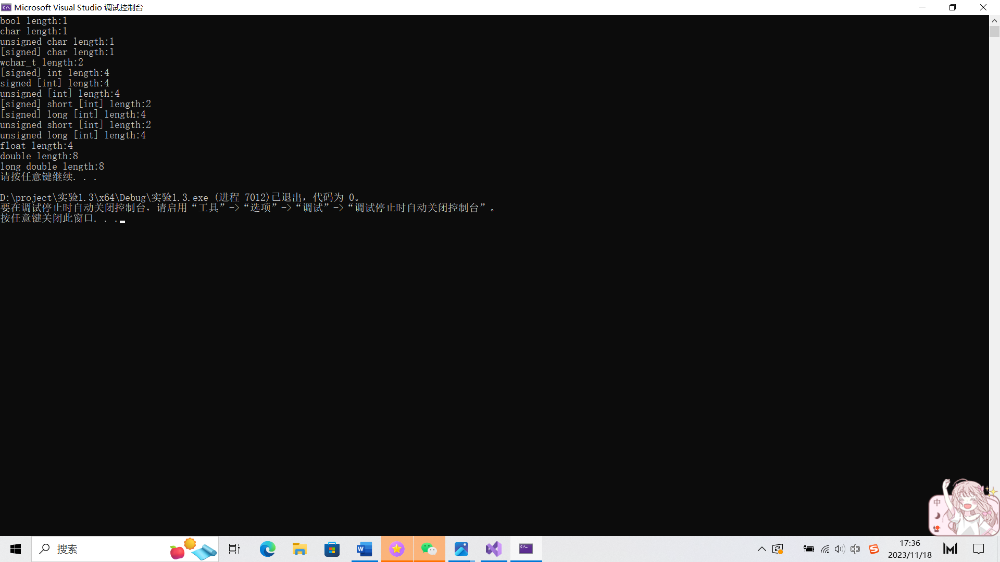 Microsoft Visual Studio 调试控制台
bool length:1
char length:1
unsigned char length:1
[signed] char length:1
wchar_t length:2
[signed] int length:4
signed [int] length:4
unsigned [int] length:4
[signed] short [int] length:2
[signed] long [int] length:4
unsigned short [int] length:2
unsigned long [int] length:4
float length:4
double length:8
long double length:8
请按任意键继续. . .
D:\project\实验1.3\x64\Debug\实验1.3.exe (进程 7012)已退出，代码为 0。
要在调试停止时自动关闭控制台，请启用“工具”->“选项”->“调试”->“调试停止时自动关闭控制台”。
按任意键关闭此窗口. . .
中
搜索
中
17:36
2023/11/18